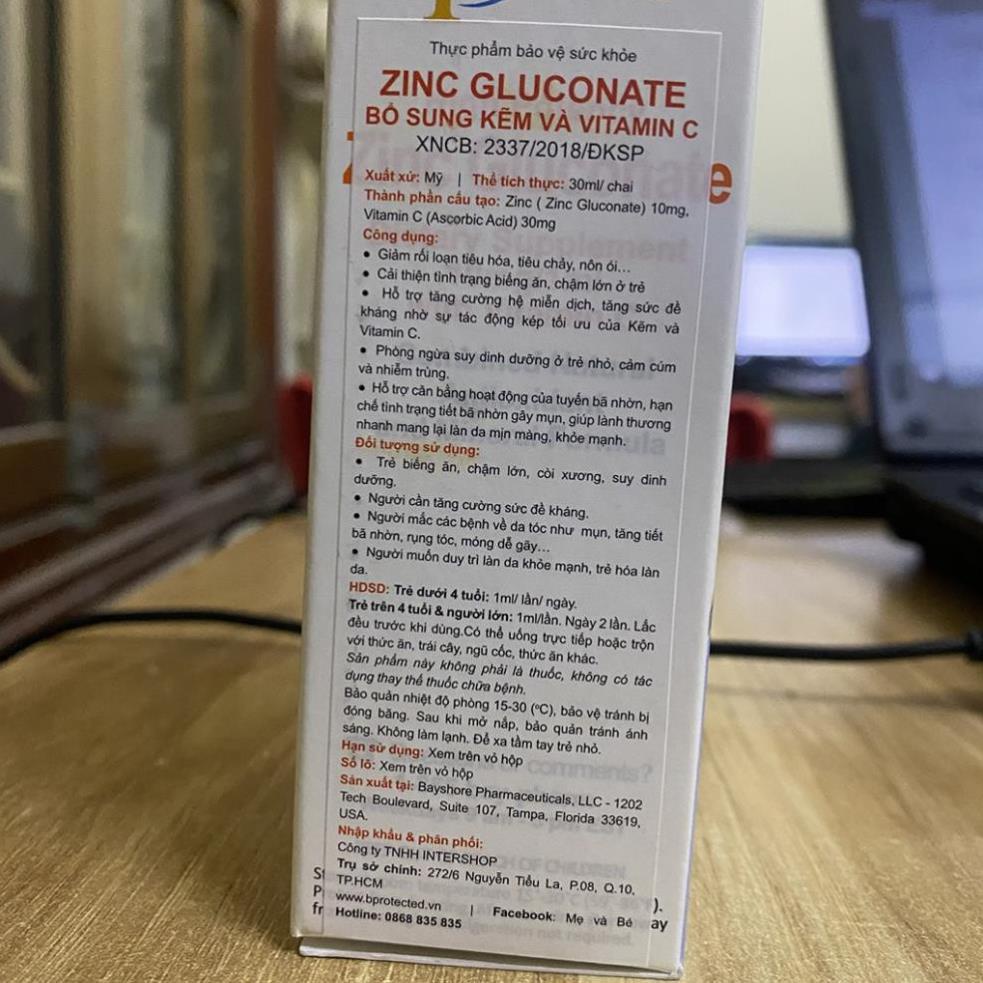 Thực phẩm bảo vệ sức khỏe
ZINC GLUCONATE
BỔ SUNG KẼM VÀ VITAMIN C
XNCB: 2337/2018/ĐKSP
Xuất xứ: Mỹ | Thể tích thực: 30ml/ chai
Thành phần cấu tạo: Zinc ( Zinc Gluconate) 10mg,
Vitamin C (Ascorbic Acid) 30mg
Công dụng:
• Giảm rối loạn tiêu hóa, tiêu chảy, nôn ói...
• Cải thiện tình trạng biếng ăn, chậm lớn ở trẻ
• Hỗ trợ tăng cường hệ miễn dịch, tăng sức đề
kháng nhờ sự tác động kép tối ưu của Kẽm và
Vitamin C.
• Phòng ngừa suy dinh dưỡng ở trẻ nhỏ, cảm cúm
và nhiễm trùng.
• Hỗ trợ cân bằng hoạt động của tuyến bã nhờn, hạn
chế tình trạng tiết bã nhờn gây mụn, giúp lành thương
nhanh mang lại làn da mịn màng, khỏe mạnh.
Đối tượng sử dụng:
• Trẻ biếng ăn, chậm lớn, còi xương, suy dinh
dưỡng.
• Người cần tăng cường sức đề kháng.
• Người mắc các bệnh về da tóc như mụn, tăng tiết
bã nhờn, rụng tóc, móng dễ gãy...
• Người muốn duy trì làn da khỏe mạnh, trẻ hóa làn
da.
HDSD: Trẻ dưới 4 tuổi: 1ml/ lần/ ngày.
Trẻ trên 4 tuổi & người lớn: 1ml/lần. Ngày 2 lần. Lắc
đều trước khi dùng.Có thể uống trực tiếp hoặc trộn
với thức ăn, trái cây, ngũ cốc, thức ăn khác.
Sản phẩm này không phải là thuốc, không có tác
dụng thay thế thuốc chữa bệnh.
Bảo quản nhiệt độ phòng 15-30 (ºC), bảo vệ tránh bị
đóng băng. Sau khi mở nắp, bảo quản tránh ánh
sáng. Không làm lạnh. Để xa tầm tay trẻ nhỏ.
Hạn sử dụng: Xem trên vỏ hộp
Số lô: Xem trên vỏ hộp
Sản xuất tại: Bayshore Pharmaceuticals, LLC - 1202
Tech Boulevard, Suite 107, Tampa, Florida 33619,
USA.
Nhập khẩu & phân phối:
Công ty TNHH INTERSHOP
Trụ sở chính: 272/6 Nguyễn Tiểu La, P.08, Q.10,
TP.HCM
www.bprotected.vn | Facebook: Mẹ và Bé
Hotline: 0868 835 835